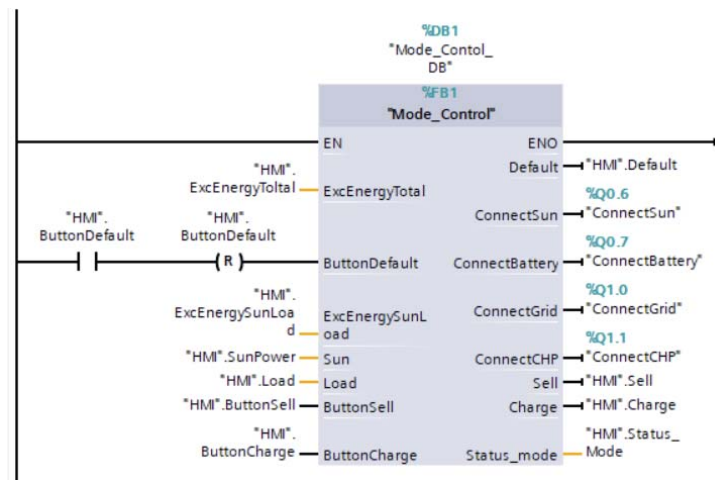 %DB1
"Mode_Contol_
DB"
%FB1
"Mode_Control"
EN
ENO
Default
"HMI".Default
"HMI".
ExcEnergyToltal
ExcEnergyTotal
%Q0.6
ConnectSun
"ConnectSun"
"HMI".
ButtonDefault
"HMI".
ButtonDefault
R
ButtonDefault
%Q0.7
ConnectBattery
"ConnectBattery"
"HMI".
ExcEnergySunLoa
d
ExcEnergySunL
oad
%Q1.0
ConnectGrid
"ConnectGrid"
"HMI".SunPower
Sun
%Q1.1
ConnectCHP
"ConnectCHP"
"HMI".Load
Load
Sell
"HMI".Sell
"HMI".ButtonSell
ButtonSell
Charge
"HMI".Charge
"HMI".
ButtonCharge
ButtonCharge
Status_mode
"HMI".Status_
Mode